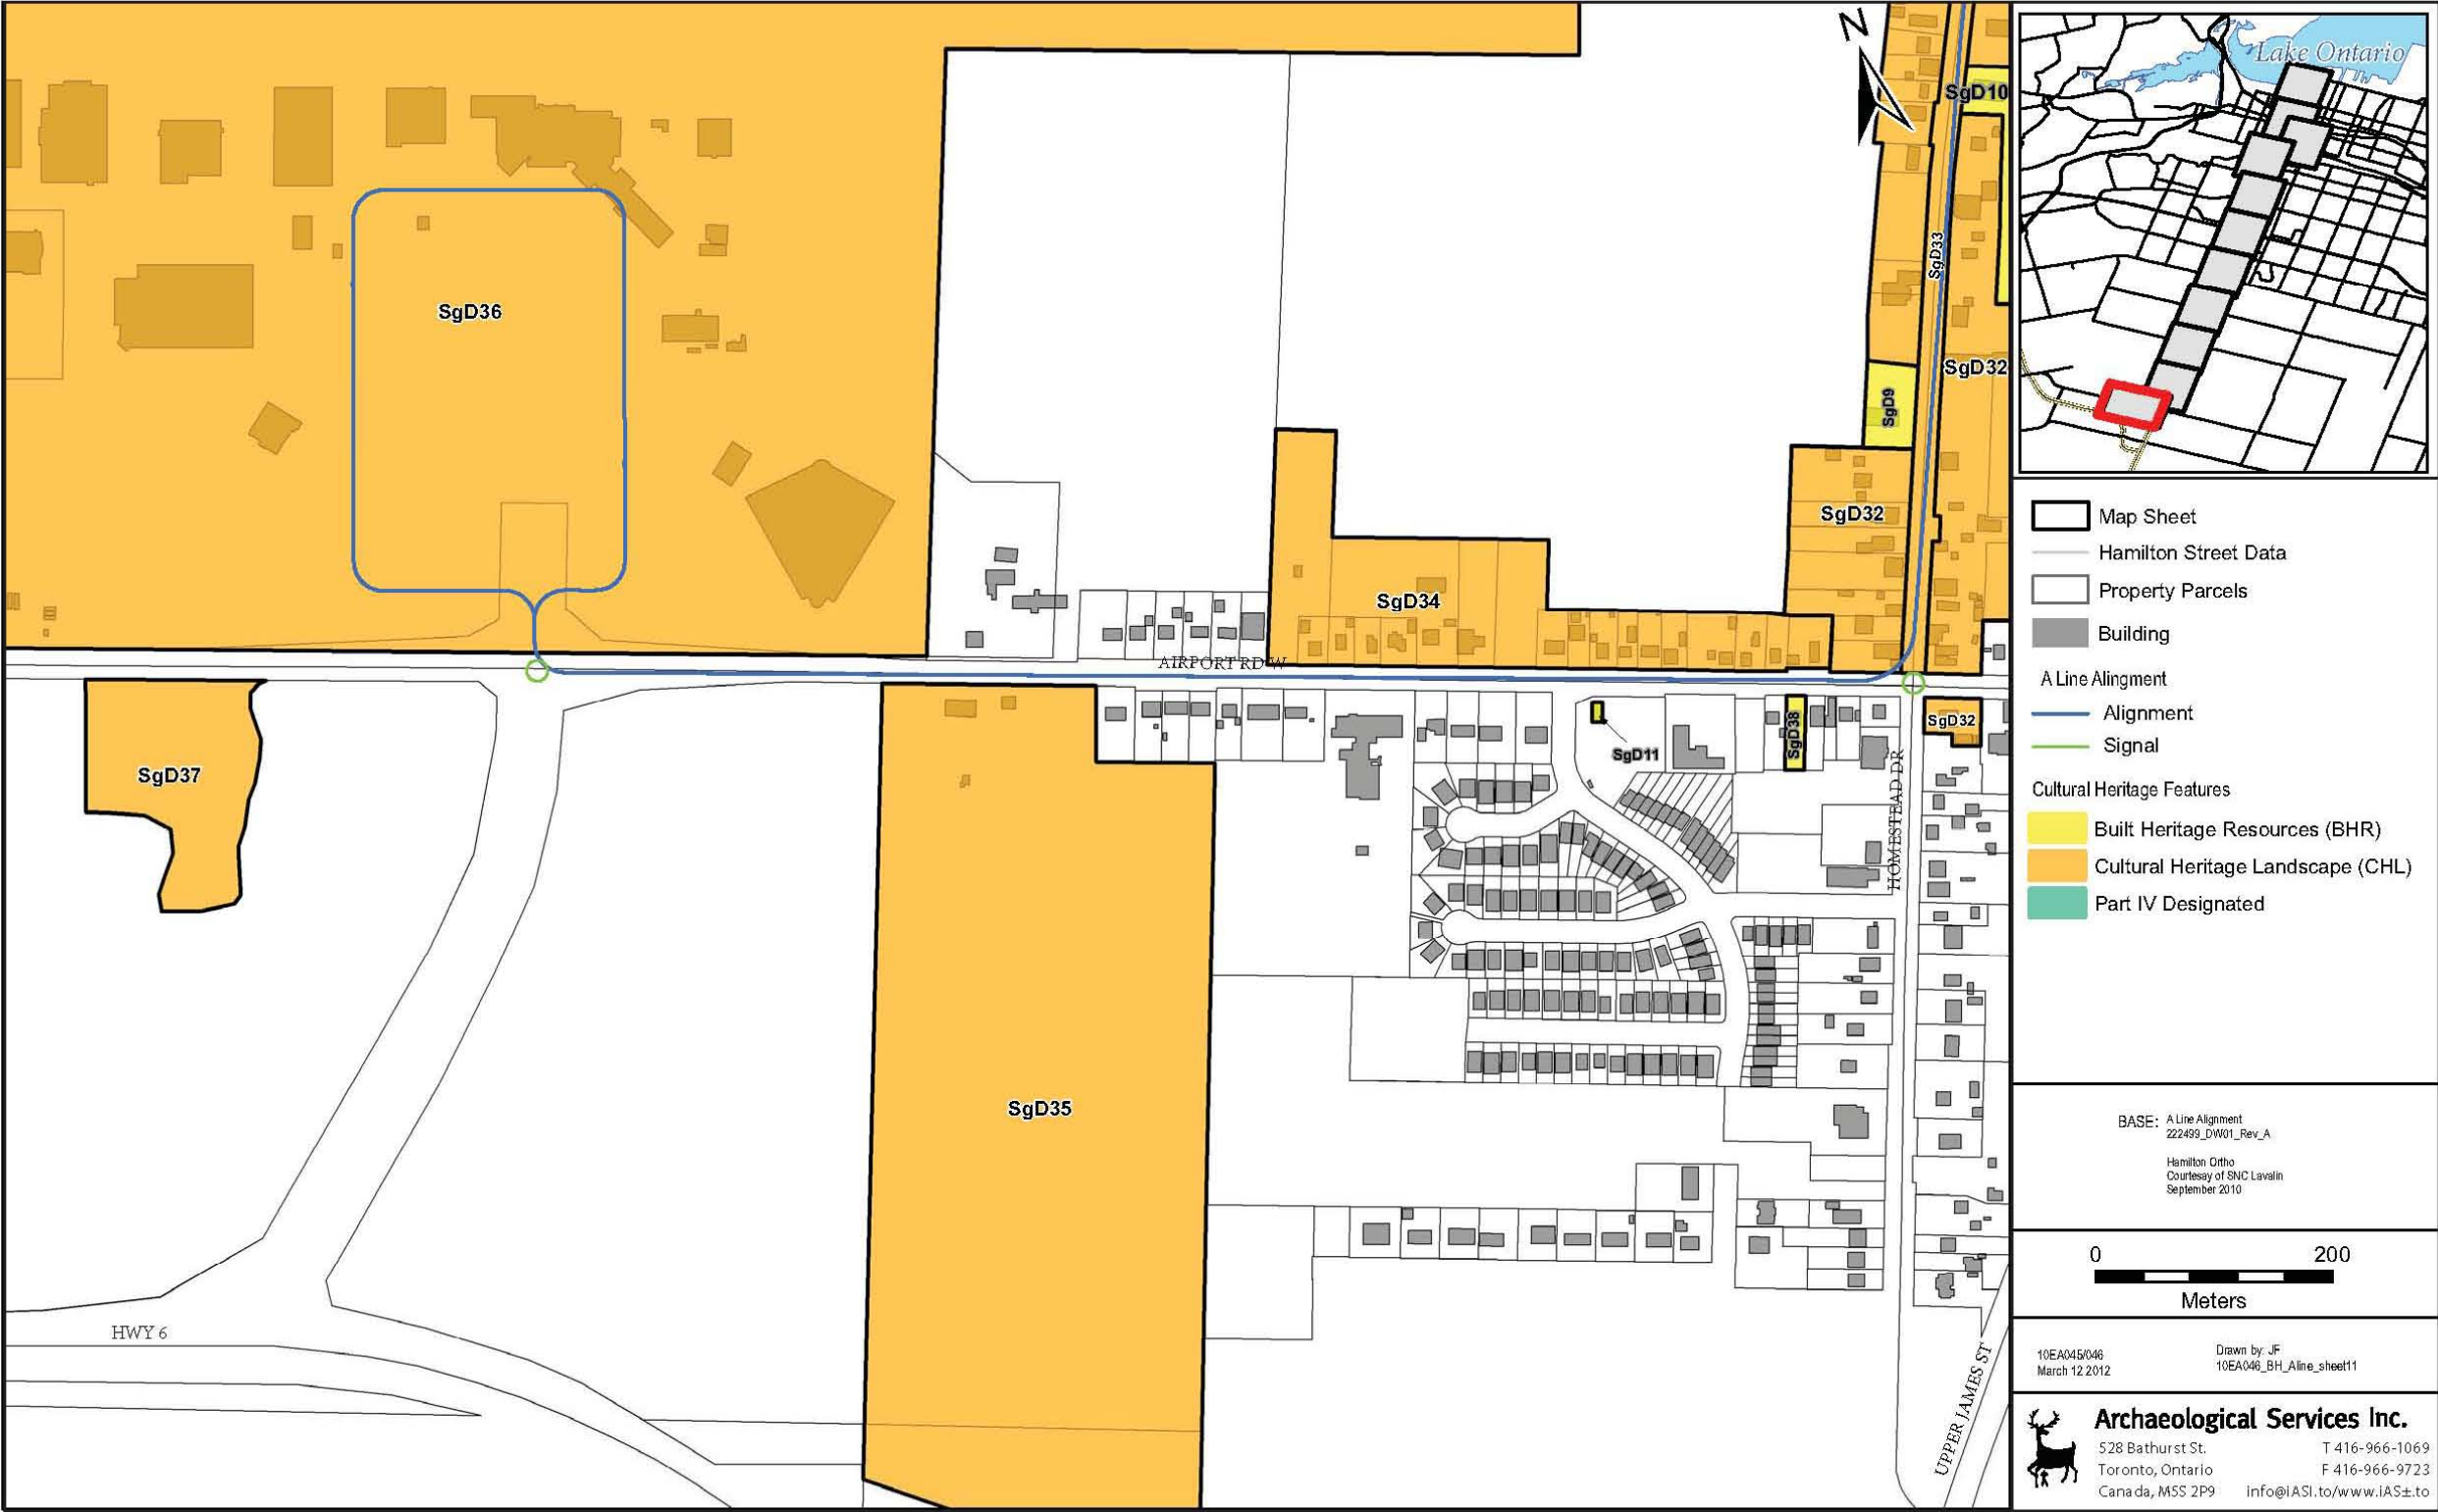 N
SgD10
SgD36
SgD33
SgD32
SgD9
SgD32
SgD34
AIRPORT RD W
SgD37
SgD11
SgD38
SgD32
HOMESTEAD DR
SgD35
HWY 6
UPPER JAMES ST
Lake Ontario
Map Sheet
Hamilton Street Data
Property Parcels
Building
A Line Alingment
Alignment
Signal
Cultural Heritage Features
Built Heritage Resources (BHR)
Cultural Heritage Landscape (CHL)
Part IV Designated
BASE: A Line Alignment
222499_DW01_Rev_A
Hamilton Ortho
Courtesay of SNC Lavalin
September 2010
0 200
Meters
10EA045/046
March 12 2012
Drawn by: JF
10EA046_BH_Aline_sheet11
Archaeological Services Inc.
528 Bathurst St. T 416-966-1069
Toronto, Ontario F 416-966-9723
Canada, M5S 2P9 info@iASI.to/www.iAS±.to